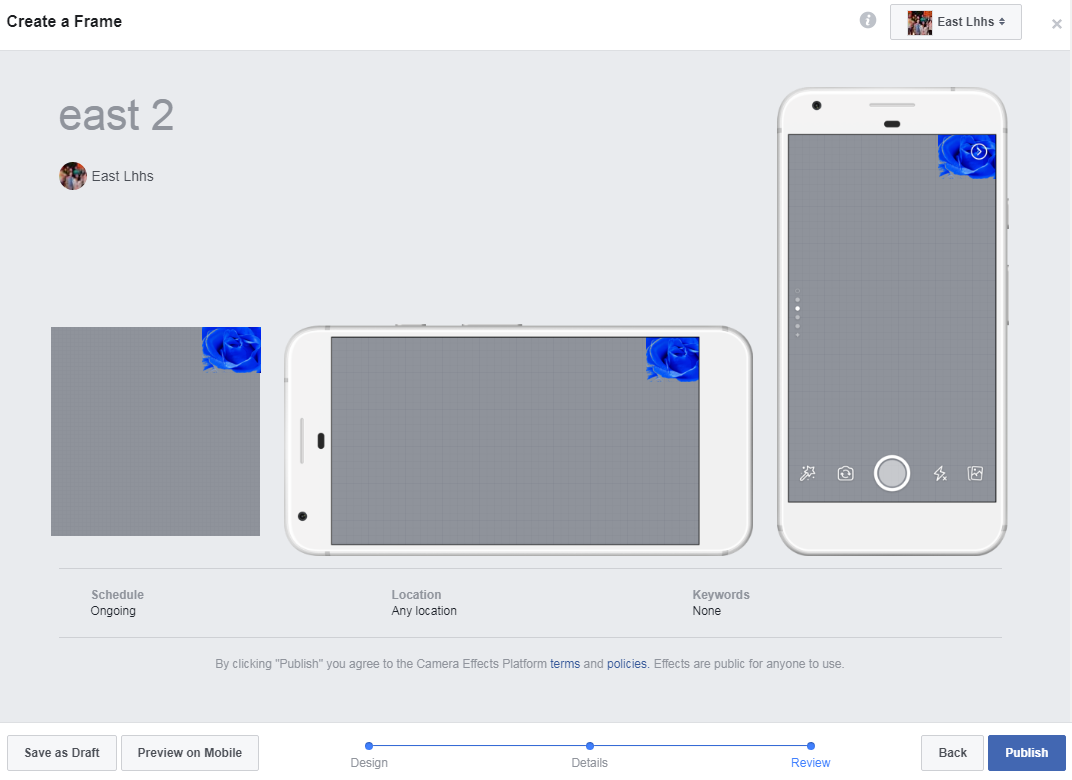 Create a Frame
East Lhhs
east 2
East Lhhs
Schedule
Ongoing
Location
Any location
Keywords
None
By clicking "Publish" you agree to the Camera Effects Platform terms and policies. Effects are public for anyone to use.
Save as Draft
Preview on Mobile
Design
Details
Review
Back
Publish